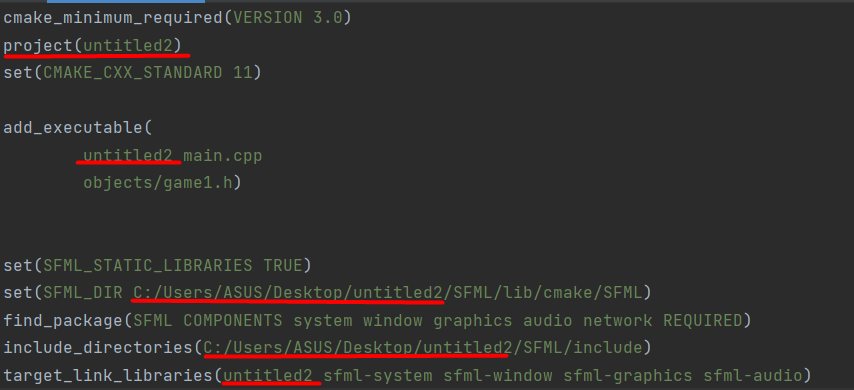 cmake_minimum_required(VERSION 3.0)
project(untitled2)
set(CMAKE_CXX_STANDARD 11)
add_executable(
untitled2 main.cpp
objects/game1.h)
set(SFML_STATIC_LIBRARIES TRUE)
set(SFML_DIR C:/Users/ASUS/Desktop/untitled2/SFML/lib/cmake/SFML)
find_package(SFML COMPONENTS system window graphics audio network REQUIRED)
include_directories(C:/Users/ASUS/Desktop/untitled2/SFML/include)
target_link_libraries(untitled2 sfml-system sfml-window sfml-graphics sfml-audio)